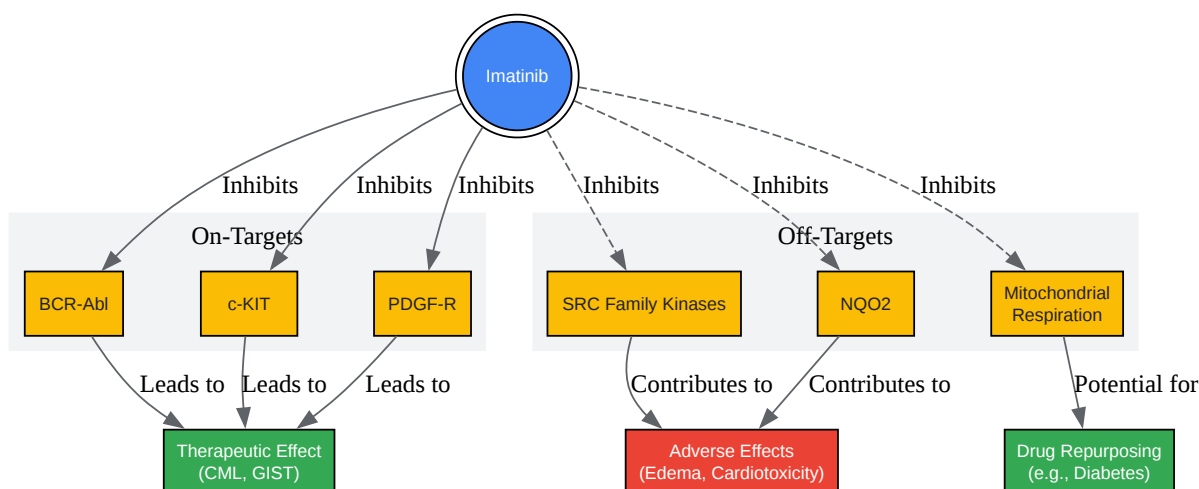 Imatinib
Inhibits
Inhibits
Inhibits
Inhibits
Inhibits
Inhibits
On-Targets
Off-Targets
BCR-Abl
c-KIT
PDGF-R
SRC Family Kinases
NQO2
Mitochondrial
Respiration
Leads to
Leads to
Leads to
Contributes to
Contributes to
Potential for
Therapeutic Effect
(CML, GIST)
Adverse Effects
(Edema, Cardiotoxicity)
Drug Repurposing
(e.g., Diabetes)